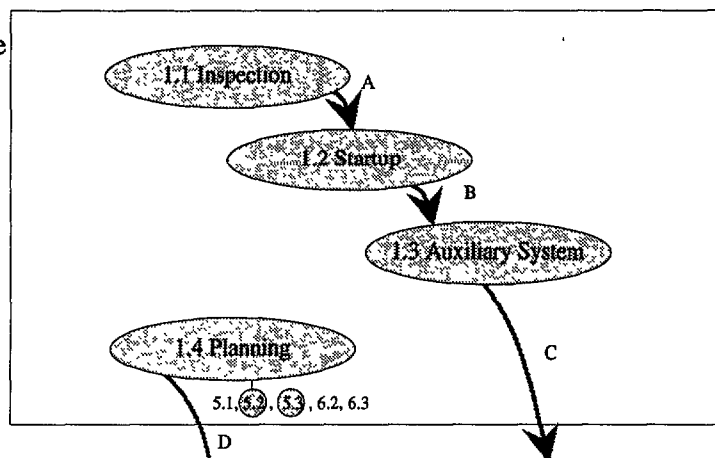 e
1.1 Inspection
A
1.2 Startup
B
1.3 Auxiliary System
C
1.4 Planning
5.1, 5.2, 5.3, 6.2, 6.3
D